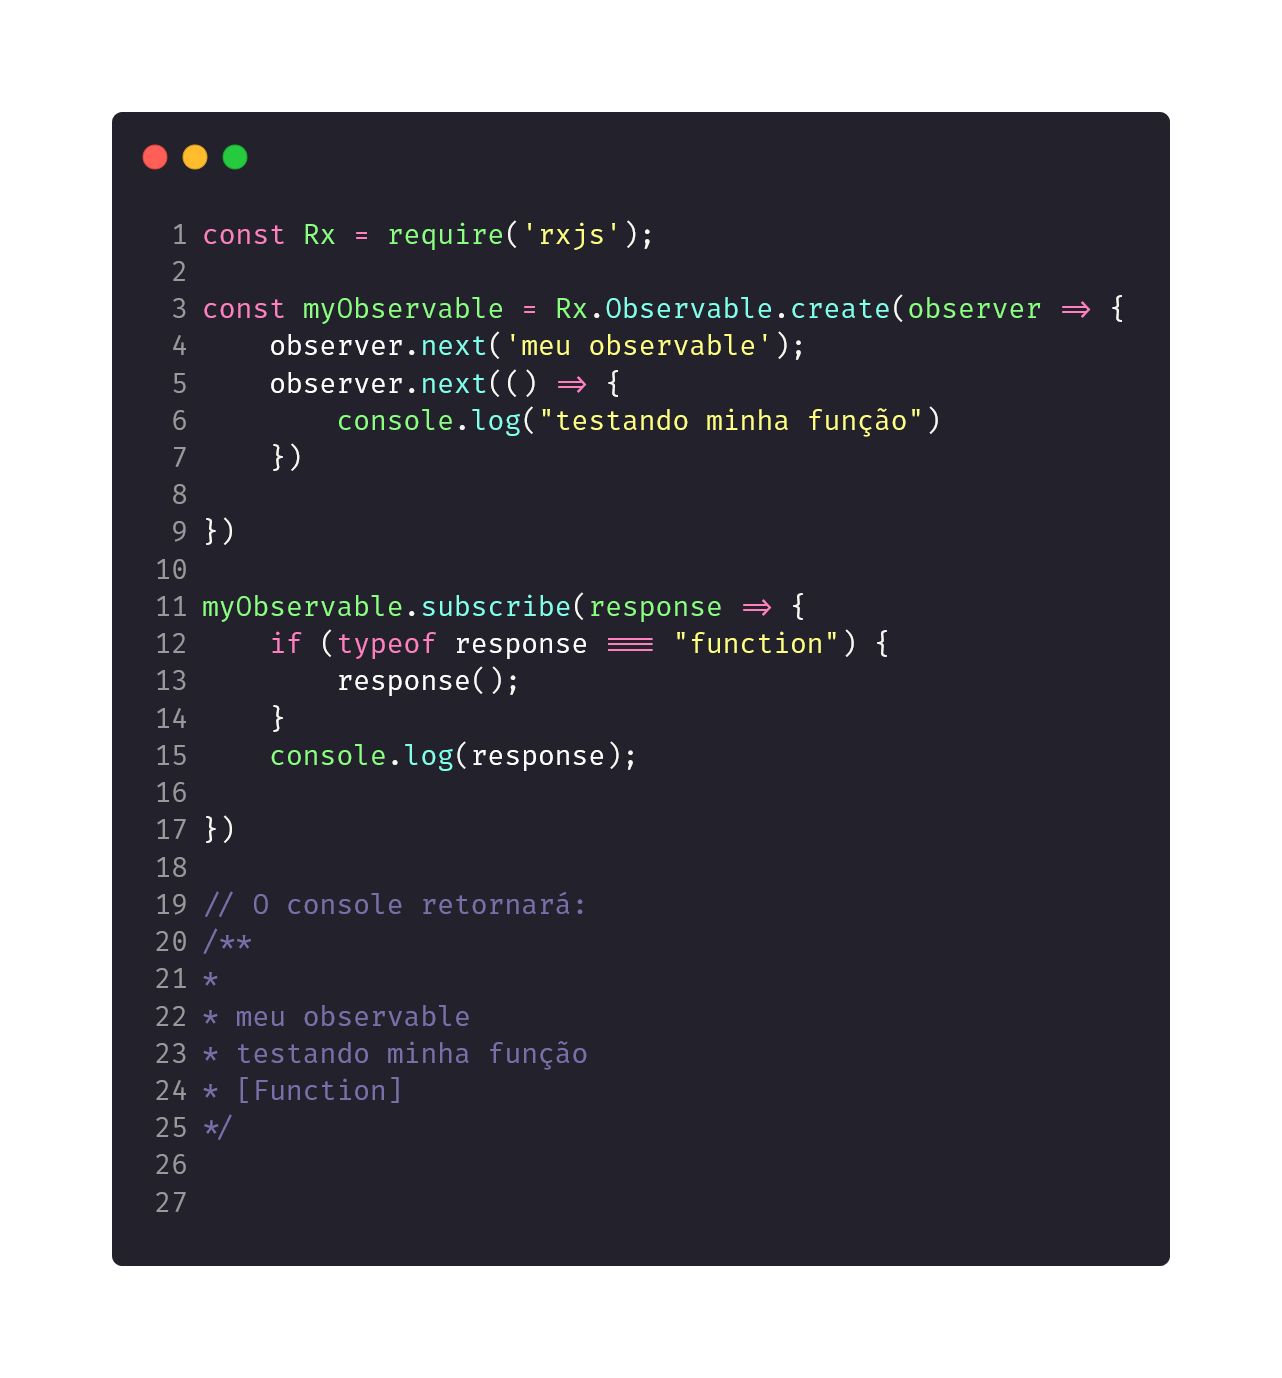 1 const Rx = require('rxjs');
2
3 const myObservable = Rx.Observable.create(observer => {
4     observer.next('meu observable');
5     observer.next(() => {
6         console.log("testando minha função")
7     })
8
9 })
10
11 myObservable.subscribe(response => {
12     if (typeof response === "function") {
13         response();
14     }
15     console.log(response);
16
17 })
18
19 // O console retornará:
20 /**
21 *
22 * meu observable
23 * testando minha função
24 * [Function]
25 */
26
27